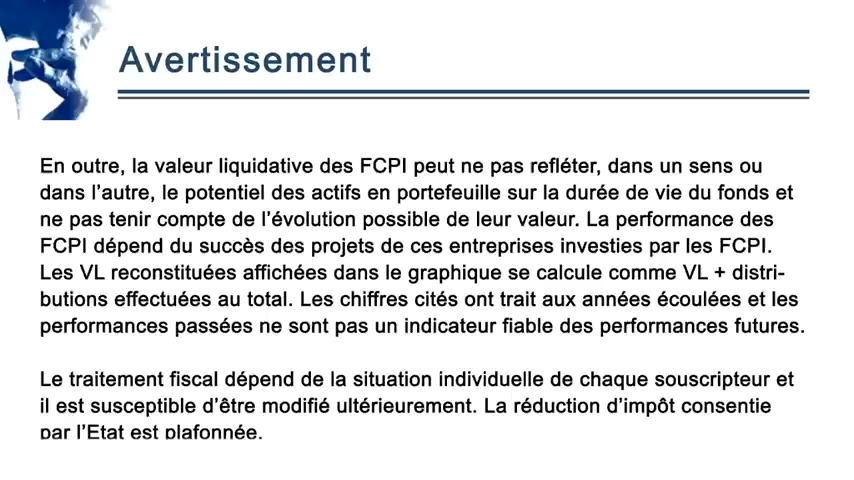 Avertissement
En outre, la valeur liquidative des FCPI peut ne pas refléter, dans un sens ou
dans l’autre, le potentiel des actifs en portefeuille sur la durée de vie du fonds et
ne pas tenir compte de l’évolution possible de leur valeur. La performance des
FCPI dépend du succès des projets de ces entreprises investies par les FCPI.
Les VL reconstituées affichées dans le graphique se calcule comme VL + distri-
butions effectuées au total. Les chiffres cités ont trait aux années écoulées et les
performances passées ne sont pas un indicateur fiable des performances futures.
Le traitement fiscal dépend de la situation individuelle de chaque souscripteur et
il est susceptible d’être modifié ultérieurement. La réduction d’impôt consentie
par l’Etat est plafonnée.